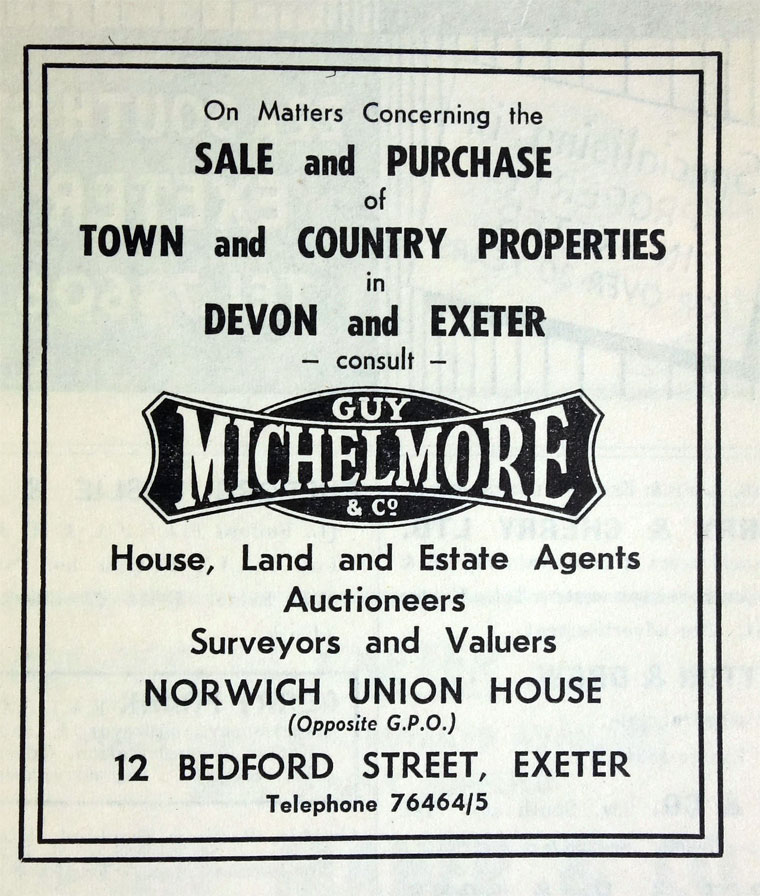 On Matters Concerning the
SALE and PURCHASE
of
TOWN and COUNTRY PROPERTIES
in
DEVON and EXETER
– consult –
GUY
MICHELMORE
& Co
House, Land and Estate Agents
Auctioneers
Surveyors and Valuers
NORWICH UNION HOUSE
(Opposite G.P.O.)
12 BEDFORD STREET, EXETER
Telephone 76464/5